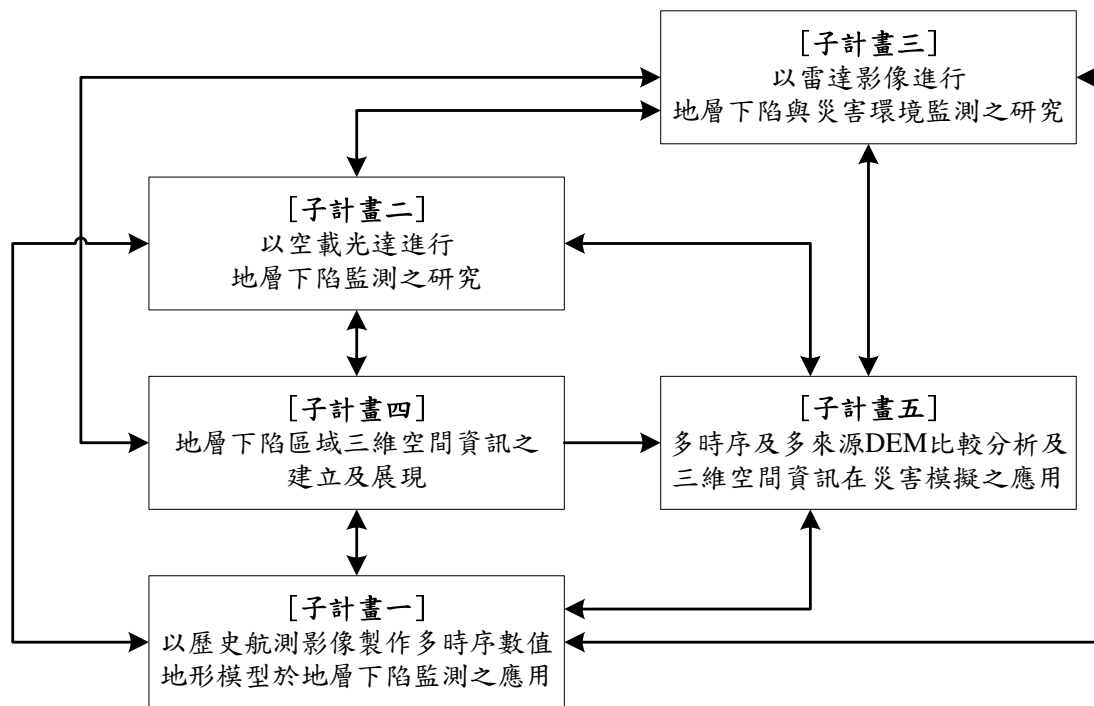 [子計畫三]
以雷達影像進行
地層下陷與災害環境監測之研究
[子計畫二]
以空載光達進行
地層下陷監測之研究
[子計畫四]
地層下陷區域三維空間資訊之
建立及展現
[子計畫五]
多時序及多來源DEM比較分析及
三維空間資訊在災害模擬之應用
[子計畫一]
以歷史航測影像製作多時序數值
地形模型於地層下陷監測之應用